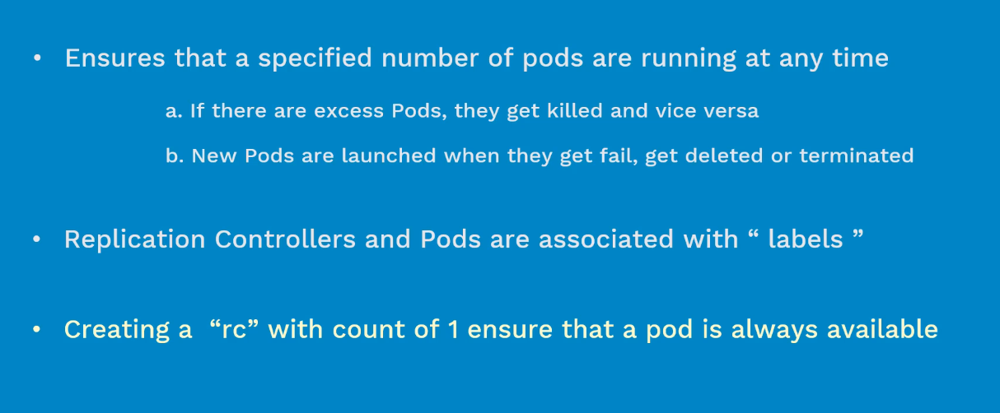 • Ensures that a specified number of pods are running at any time
a. If there are excess Pods, they get killed and vice versa
b. New Pods are launched when they get fail, get deleted or terminated
• Replication Controllers and Pods are associated with “ labels ”
• Creating a “rc” with count of 1 ensure that a pod is always available